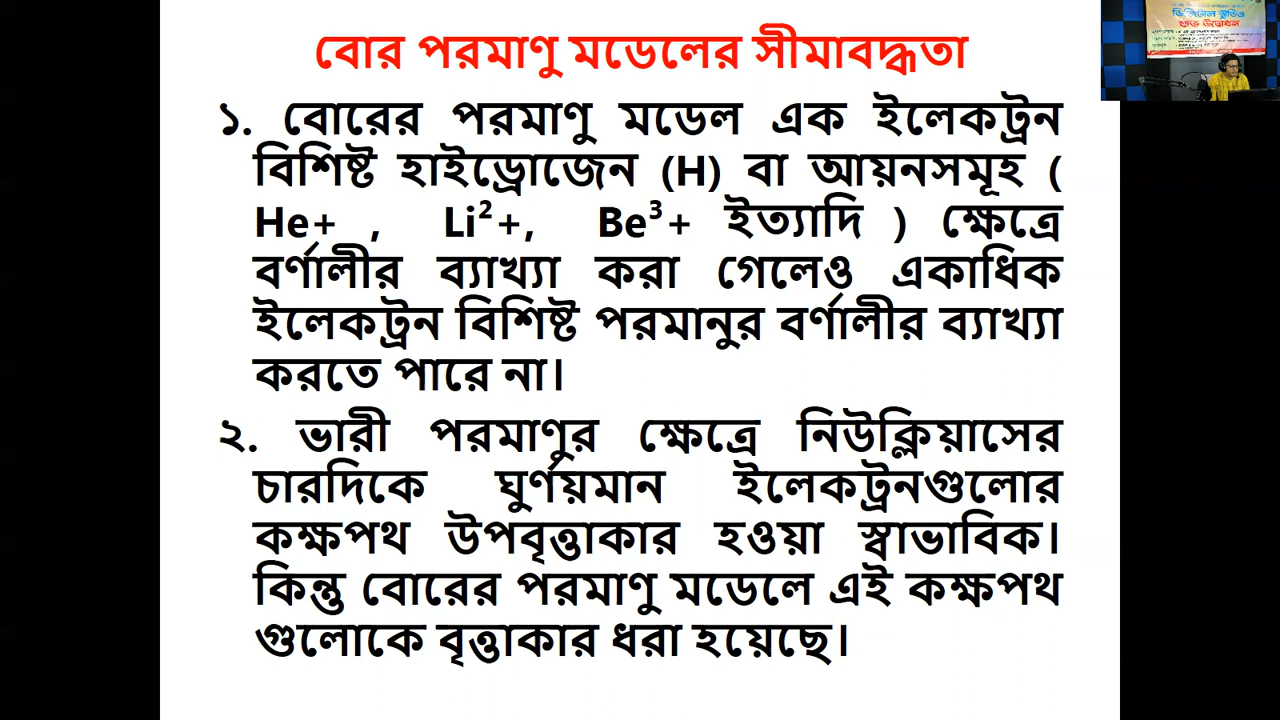 বোর পরমাণু মডেলের সীমাবদ্ধতা
১. বোরের পরমাণু মডেল এক ইলেকট্রন
বিশিষ্ট হাইড্রোজেন (H) বা আয়নসমূহ (
He+ , Li²+, Be³+ ইত্যাদি ) ক্ষেত্রে
বর্ণালীর ব্যাখ্যা করা গেলেও একাধিক
ইলেকট্রন বিশিষ্ট পরমানুর বর্ণালীর ব্যাখ্যা
করতে পারে না।
২. ভারী পরমাণুর ক্ষেত্রে নিউক্লিয়াসের
চারদিকে ঘুর্ণয়মান ইলেকট্রনগুলোর
কক্ষপথ উপবৃত্তাকার হওয়া স্বাভাবিক।
কিন্তু বোরের পরমাণু মডেলে এই কক্ষপথ
গুলোকে বৃত্তাকার ধরা হয়েছে।
ডিজিটাল স্টুডিও
শুভ উদ্বোধন